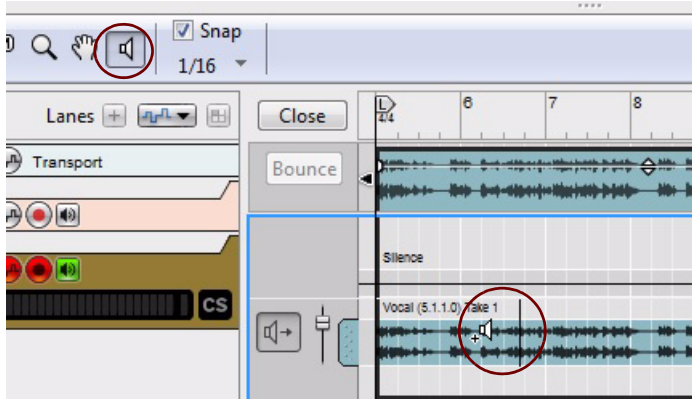 Snap
1/16
Lanes
Close
L
4/4
6
7
8
Transport
Bounce
Silence
CS
Vocal (5.1.1.0) Take 1